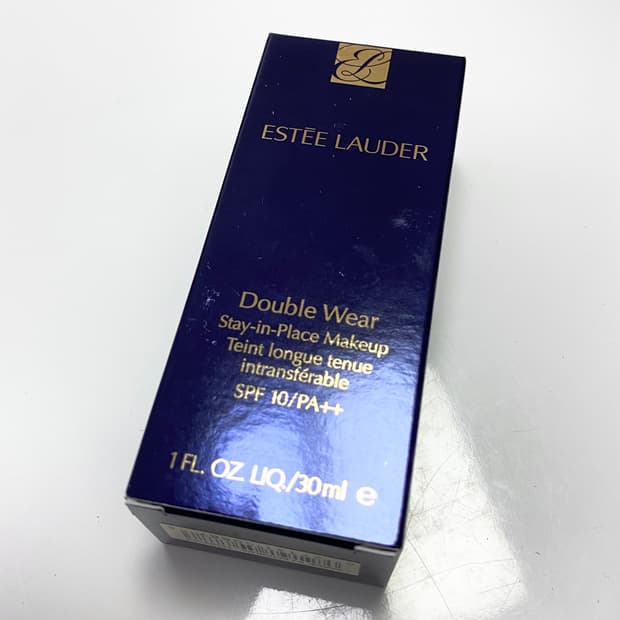 ESTĒE LAUDER
Double Wear
Stay-in-Place Makeup
Teint longue tenue
intransférable
SPF 10/PA++
1 FL. OZ. LIQ./30ml e